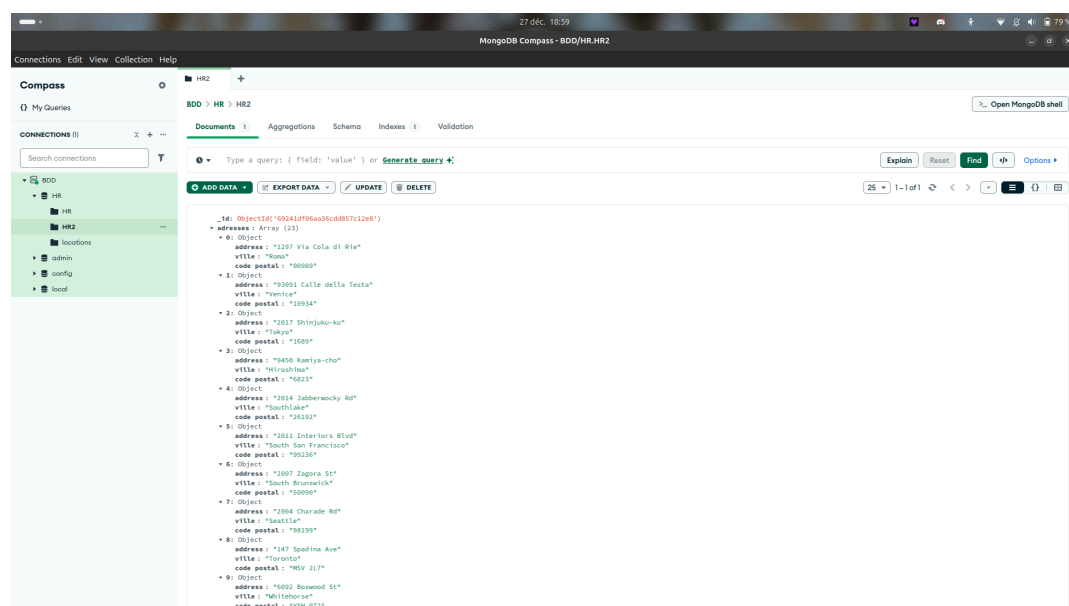 27 déc. 18:59
79 %
MongoDB Compass - BDD/HR.HR2
Connections Edit View Collection Help
Compass
{} My Queries
CONNECTIONS (1)
Search connections
BDD
HR
HR
HR2
locations
admin
config
local
HR2
BDD > HR > HR2
>_ Open MongoDB shell
Documents 1 Aggregations Schema Indexes 1 Validation
Type a query: { field: 'value' } or Generate query
Explain Reset Find </> Options
ADD DATA EXPORT DATA UPDATE DELETE
25 1-1 of 1 {}
_id: ObjectId('69241df06aa36cdd857c12e8')
adresses : Array (23)
0: Object
address : "1297 Via Cola di Rie"
ville : "Roma"
code postal : "00989"
1: Object
address : "93091 Calle della Testa"
ville : "Venice"
code postal : "10934"
2: Object
address : "2017 Shinjuku-ku"
ville : "Tokyo"
code postal : "1689"
3: Object
address : "9450 Kamiya-cho"
ville : "Hiroshima"
code postal : "6823"
4: Object
address : "2014 Jabberwocky Rd"
ville : "Southlake"
code postal : "26192"
5: Object
address : "2011 Interiors Blvd"
ville : "South San Francisco"
code postal : "99236"
6: Object
address : "2007 Zagora St"
ville : "South Brunswick"
code postal : "50090"
7: Object
address : "2004 Charade Rd"
ville : "Seattle"
code postal : "98199"
8: Object
address : "147 Spadina Ave"
ville : "Toronto"
code postal : "M5V 2L7"
9: Object
address : "6092 Boxwood St"
ville : "Whitehorse"
code postal : "YSW 9T2"